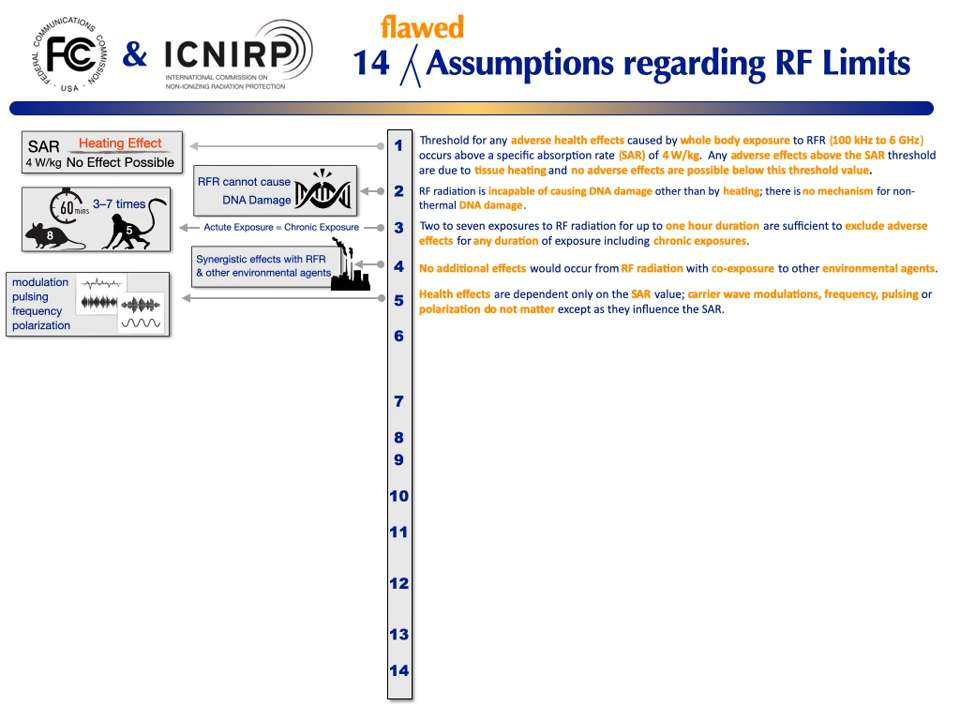 FEDERAL COMMUNICATIONS COMMISSION · USA ·
FCC
&
ICNIRP
INTERNATIONAL COMMISSION ON
NON-IONIZING RADIATION PROTECTION
flawed
14 Assumptions regarding RF Limits
SAR Heating Effect
4 W/kg No Effect Possible
1
Threshold for any adverse health effects caused by whole body exposure to RFR (100 kHz to 6 GHz)
occurs above a specific absorption rate (SAR) of 4 W/kg. Any adverse effects above the SAR threshold
are due to tissue heating and no adverse effects are possible below this threshold value.
RFR cannot cause
DNA Damage
2
RF radiation is incapable of causing DNA damage other than by heating; there is no mechanism for non-
thermal DNA damage.
60 mins
3–7 times
8
5
Actute Exposure = Chronic Exposure
3
Two to seven exposures to RF radiation for up to one hour duration are sufficient to exclude adverse
effects for any duration of exposure including chronic exposures.
Synergistic effects with RFR
& other environmental agents
4
No additional effects would occur from RF radiation with co-exposure to other environmental agents.
modulation
pulsing
frequency
polarization
5
Health effects are dependent only on the SAR value; carrier wave modulations, frequency, pulsing or
polarization do not matter except as they influence the SAR.
6
7
8
9
10
11
12
13
14